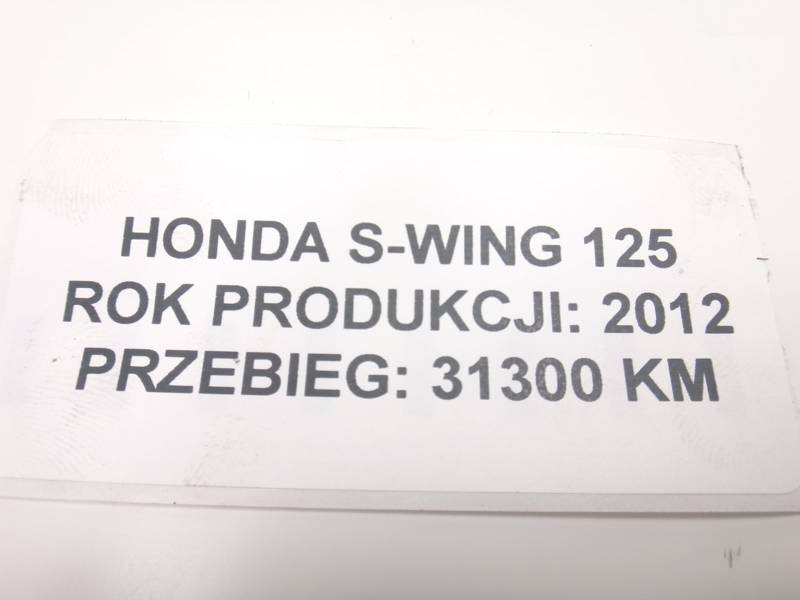 HONDA S-WING 125
ROK PRODUKCJI: 2012
PRZEBIEG: 31300 KM